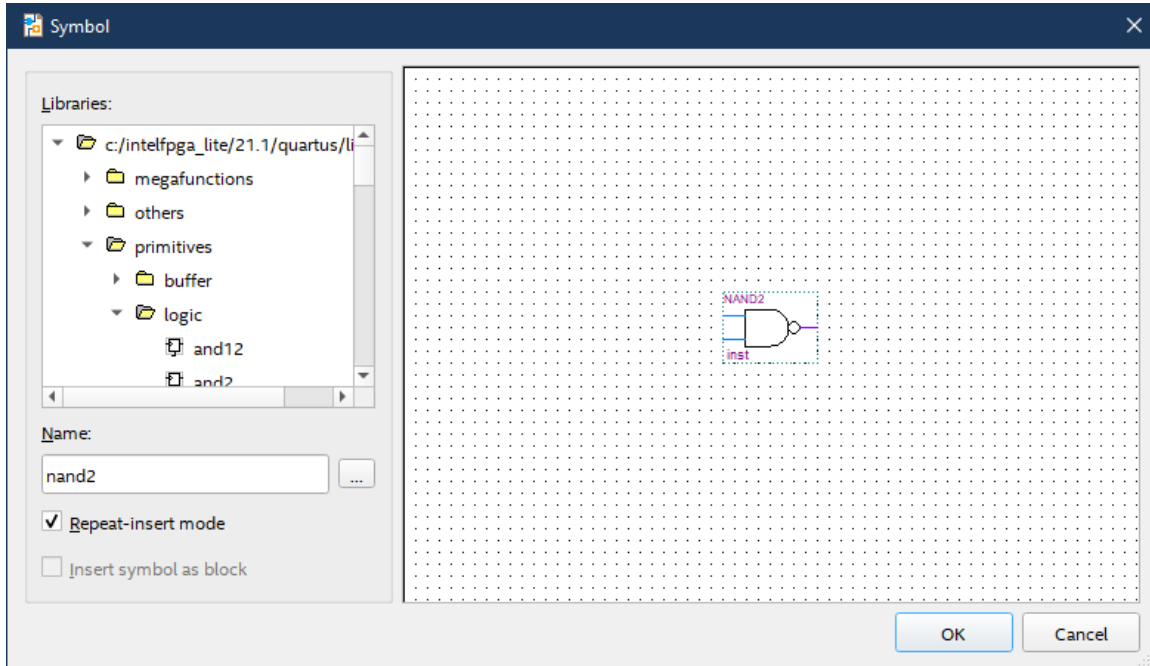 Symbol
Libraries:
c:/intelfpga_lite/21.1/quartus/li
megafunctions
others
primitives
buffer
logic
and12
and2
Name:
nand2
...
Repeat-insert mode
Insert symbol as block
NAND2
inst
OK
Cancel